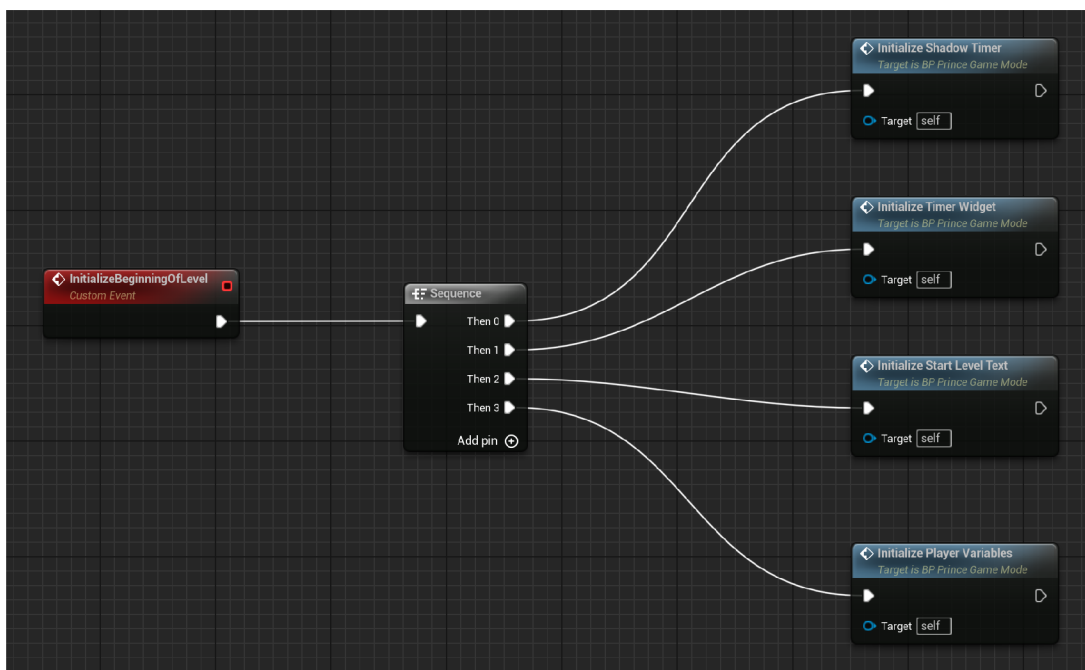 Initialize Shadow Timer
Target is BP Prince Game Mode
Target self
Initialize Timer Widget
Target is BP Prince Game Mode
Target self
InitializeBeginningOfLevel
Custom Event
Sequence
Then 0
Then 1
Then 2
Then 3
Add pin
Initialize Start Level Text
Target is BP Prince Game Mode
Target self
Initialize Player Variables
Target is BP Prince Game Mode
Target self